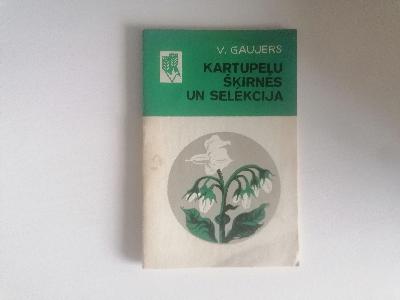 V. GAUJERS
KARTUPEĻU
ŠĶIRNES
UN SELEKCIJA